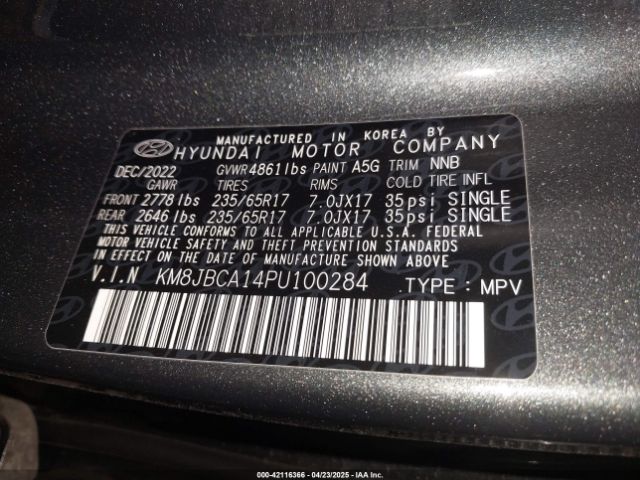 MANUFACTURED IN KOREA BY
HYUNDAI MOTOR COMPANY
DEC/2022 GVWR 4861lbs PAINT A5G TRIM NNB
GAWR TIRES RIMS COLD TIRE INFL
FRONT 2778 lbs 235/65R17 7.0JX17 35psi SINGLE
REAR 2646 lbs 235/65R17 7.0JX17 35psi SINGLE
THIS VEHICLE CONFORMS TO ALL APPLICABLE U.S.A. FEDERAL
MOTOR VEHICLE SAFETY, BUMPER, AND THEFT PREVENTION STANDARDS
IN EFFECT ON THE DATE OF MANUFACTURE SHOWN ABOVE
V.I.N KM8JBCA14PU100284 TYPE : MPV
000-42116366 - 04/23/2025 - IAAI, Inc.